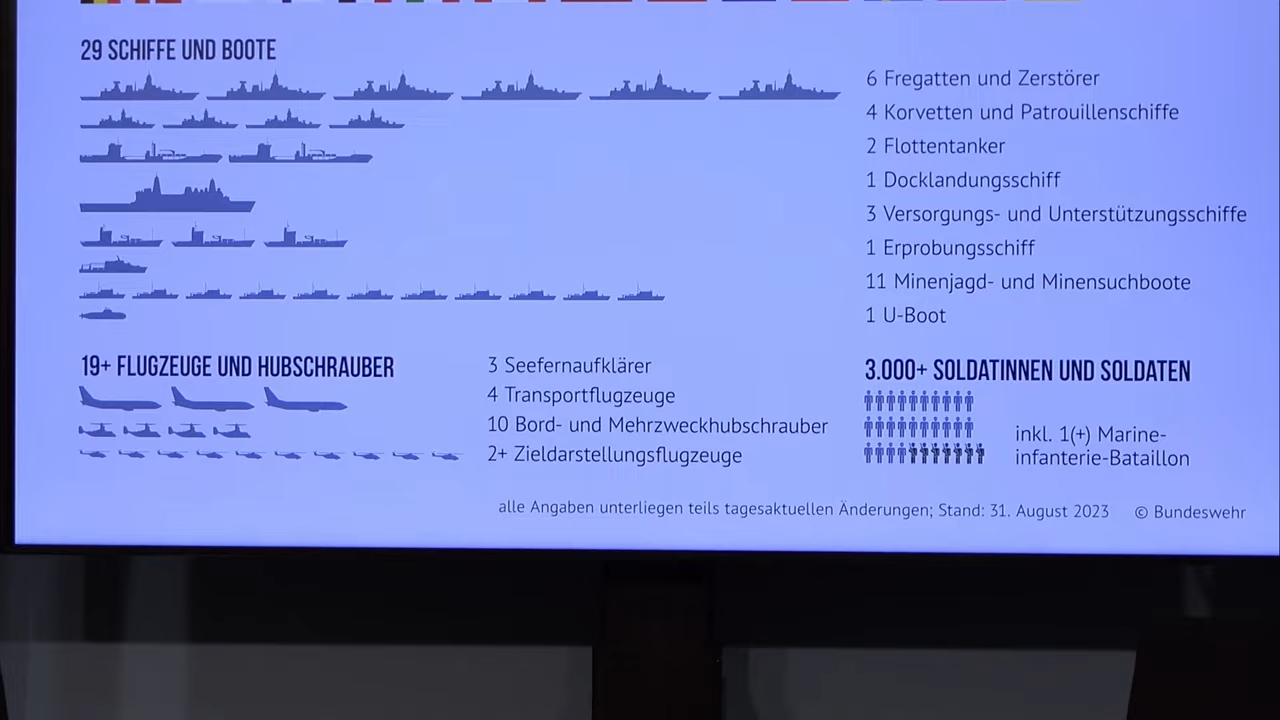 29 SCHIFFE UND BOOTE
6 Fregatten und Zerstörer
4 Korvetten und Patrouillenschiffe
2 Flottentanker
1 Docklandungsschiff
3 Versorgungs- und Unterstützungsschiffe
1 Erprobungsschiff
11 Minenjagd- und Minensuchboote
1 U-Boot
19+ FLUGZEUGE UND HUBSCHRAUBER
3 Seefernaufklärer
4 Transportflugzeuge
10 Bord- und Mehrzweckhubschrauber
2+ Zieldarstellungsflugzeuge
3.000+ SOLDATINNEN UND SOLDATEN
inkl. 1(+) Marine-
infanterie-Bataillon
alle Angaben unterliegen teils tagesaktuellen Änderungen; Stand: 31. August 2023 © Bundeswehr